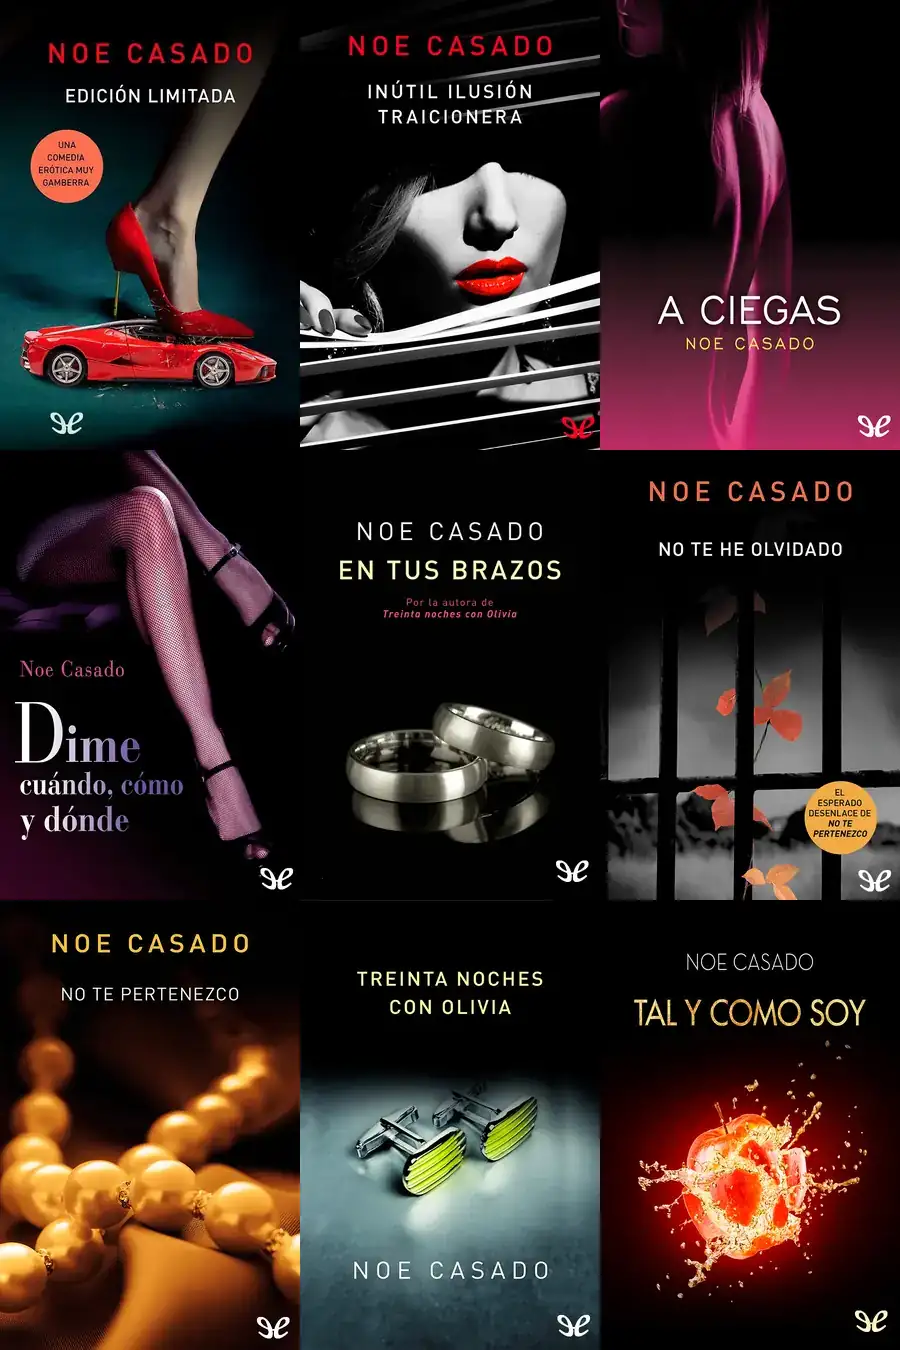 NOE CASADO
EDICIÓN LIMITADA
UNA
COMEDIA
ERÓTICA MUY
GAMBERRA
NOE CASADO
INÚTIL ILUSIÓN
TRAICIONERA
A CIEGAS
NOE CASADO
Noe Casado
Dime
cuándo, cómo
y dónde
NOE CASADO
EN TUS BRAZOS
Por la autora de
Treinta noches con Olivia
NOE CASADO
NO TE HE OLVIDADO
EL
ESPERADO
DESENLACE DE
NO TE
PERTENEZCO
NOE CASADO
NO TE PERTENEZCO
TREINTA NOCHES
CON OLIVIA
NOE CASADO
NOE CASADO
TAL Y COMO SOY